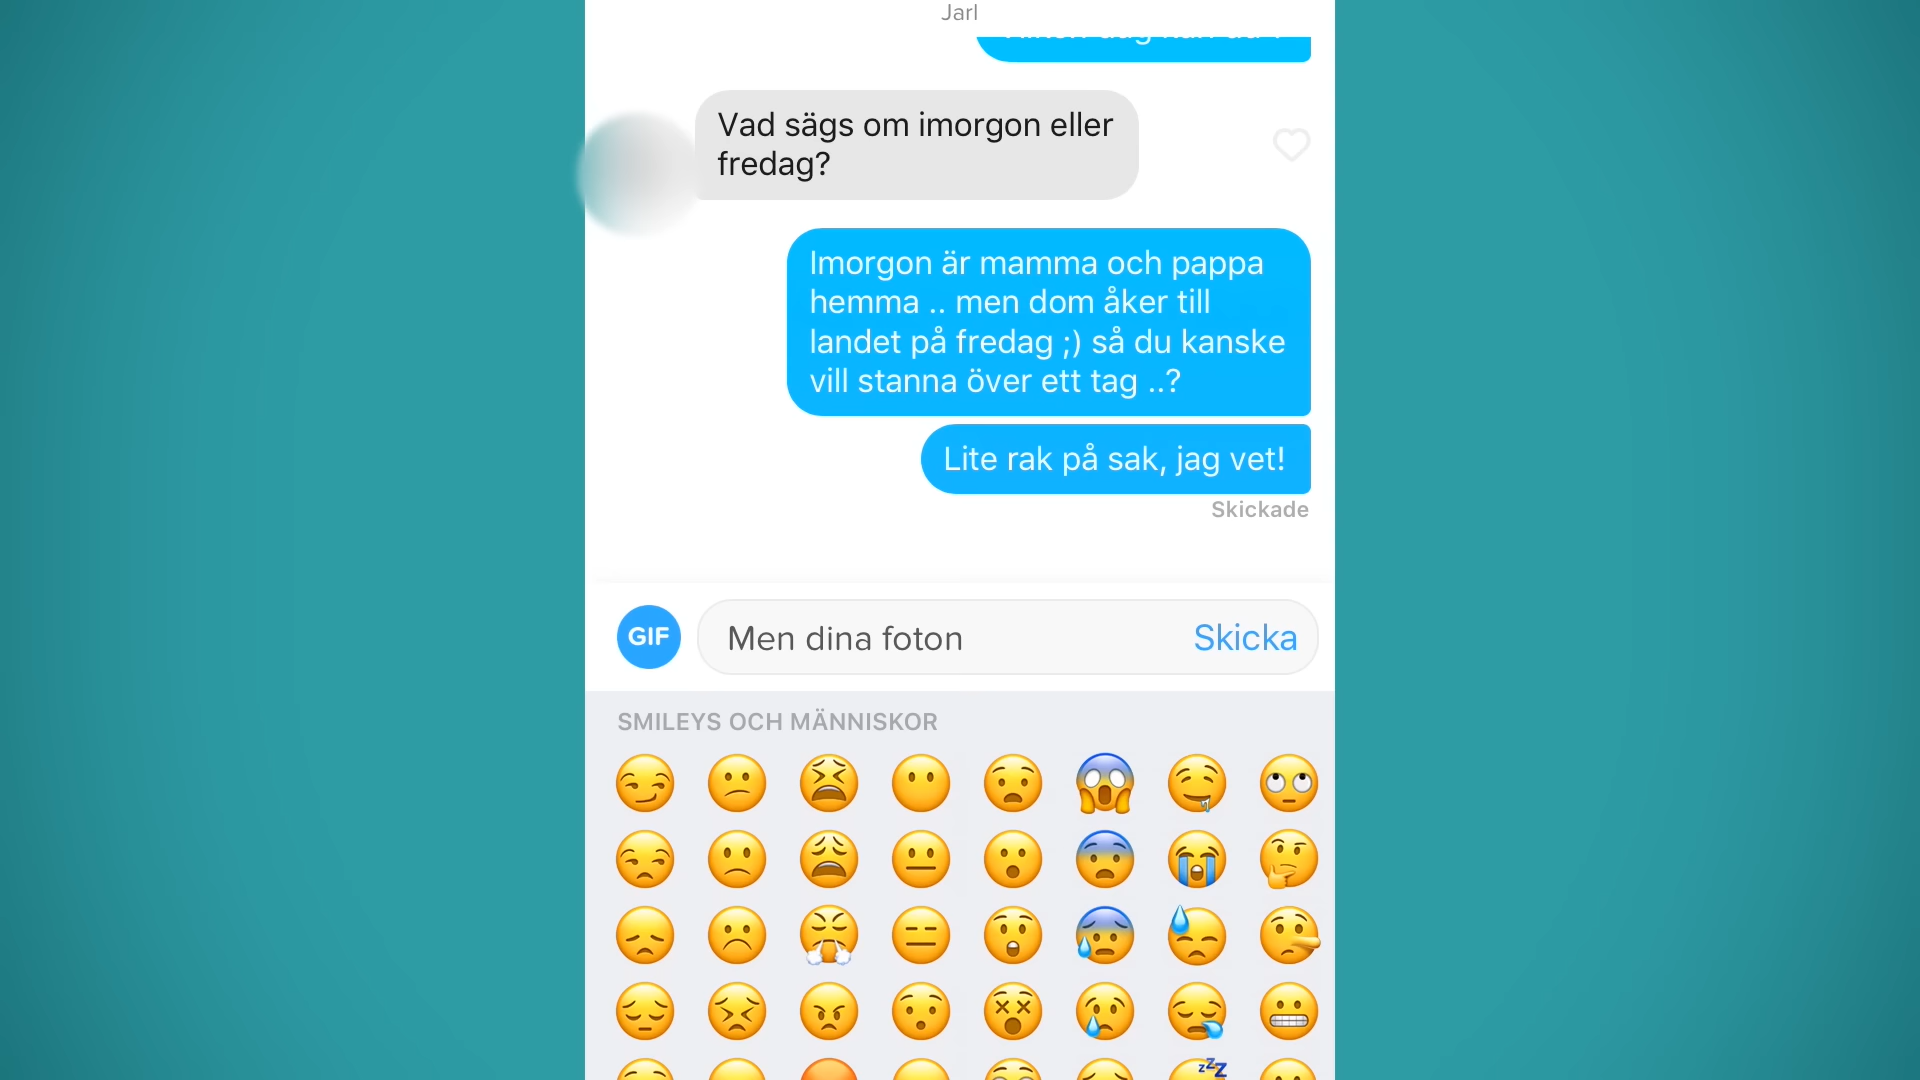 Jarl
Vad sägs om imorgon eller
fredag?
Imorgon är mamma och pappa
hemma .. men dom åker till
landet på fredag ;) så du kanske
vill stanna över ett tag ..?
Lite rak på sak, jag vet!
Skickade
GIF
Men dina foton
Skicka
SMILEYS OCH MÄNNISKOR